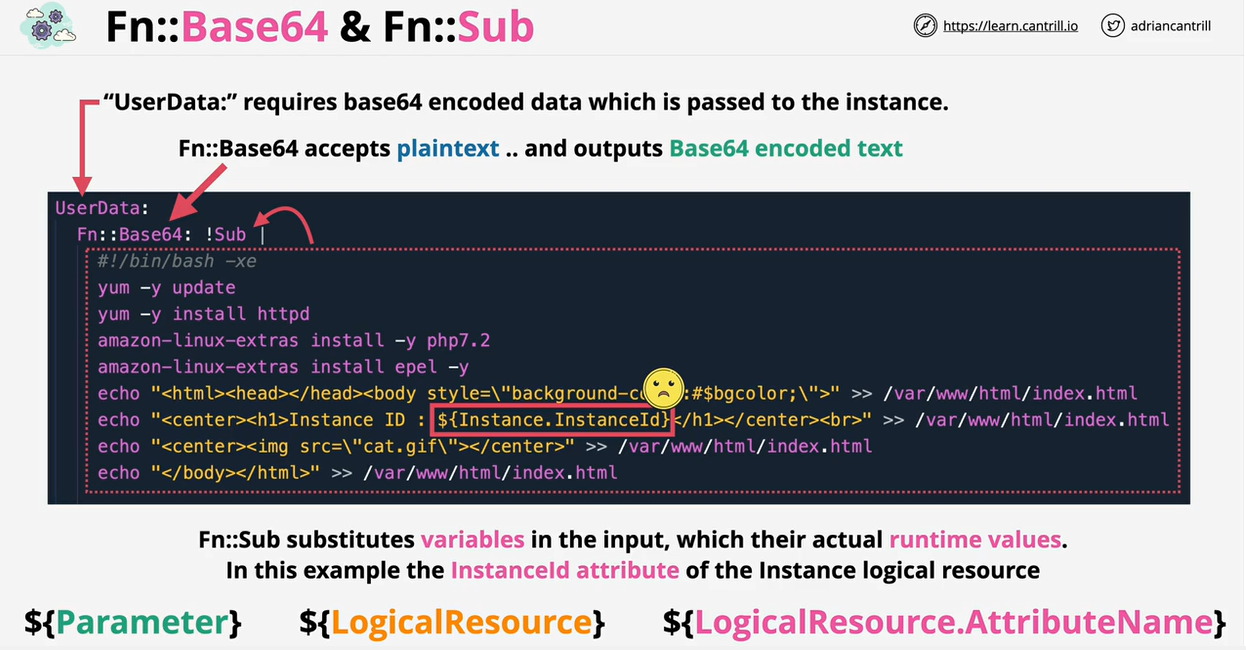 Fn::Base64 & Fn::Sub
https://learn.cantrill.io
adriancantrill
“UserData:” requires base64 encoded data which is passed to the instance.
Fn::Base64 accepts plaintext .. and outputs Base64 encoded text
UserData:
Fn::Base64: !Sub |
#!/bin/bash -xe
yum -y update
yum -y install httpd
amazon-linux-extras install -y php7.2
amazon-linux-extras install epel -y
echo "<html><head></head><body style=\"background-co :#$bgcolor;\">" >> /var/www/html/index.html
echo "<center><h1>Instance ID : ${Instance.InstanceId}</h1></center><br>" >> /var/www/html/index.html
echo "<center><img src=\"cat.gif\"></center>" >> /var/www/html/index.html
echo "</body></html>" >> /var/www/html/index.html
Fn::Sub substitutes variables in the input, which their actual runtime values.
In this example the InstanceId attribute of the Instance logical resource
${Parameter} ${LogicalResource} ${LogicalResource.AttributeName}